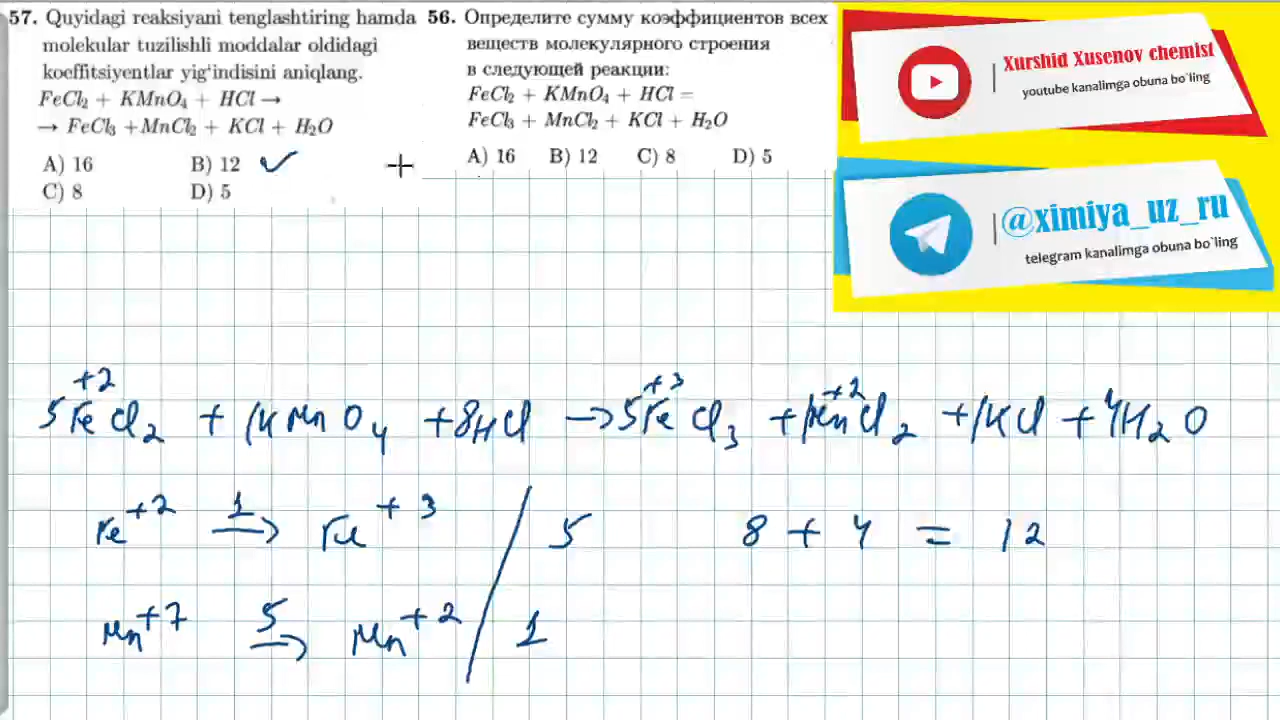 57. Quyidagi reaksiyani tenglashtiring hamda
molekular tuzilishli moddalar oldidagi
koeffitsiyentlar yig‘indisini aniqlang.
FeCl₂ + KMnO₄ + HCl →
→ FeCl₃ +MnCl₂ + KCl + H₂O
A) 16 B) 12 ✓
C) 8 D) 5
56. Определите сумму коэффициентов всех
веществ молекулярного строения
в следующей реакции:
FeCl₂ + KMnO₄ + HCl =
FeCl₃ + MnCl₂ + KCl + H₂O
A) 16 B) 12 C) 8 D) 5
Xurshid Xusenov chemist
youtube kanalimga obuna bo`ling
@ximiya_uz_ru
telegram kanalimga obuna bo`ling
+2 +3 +2
5FeCl₂ + 1KMnO₄ + 8HCl → 5FeCl₃ + 1MnCl₂ + 1KCl + 4H₂O
Fe⁺² 1→ Fe⁺³ / 5 8 + 4 = 12
Mn⁺⁷ 5→ Mn⁺² / 1